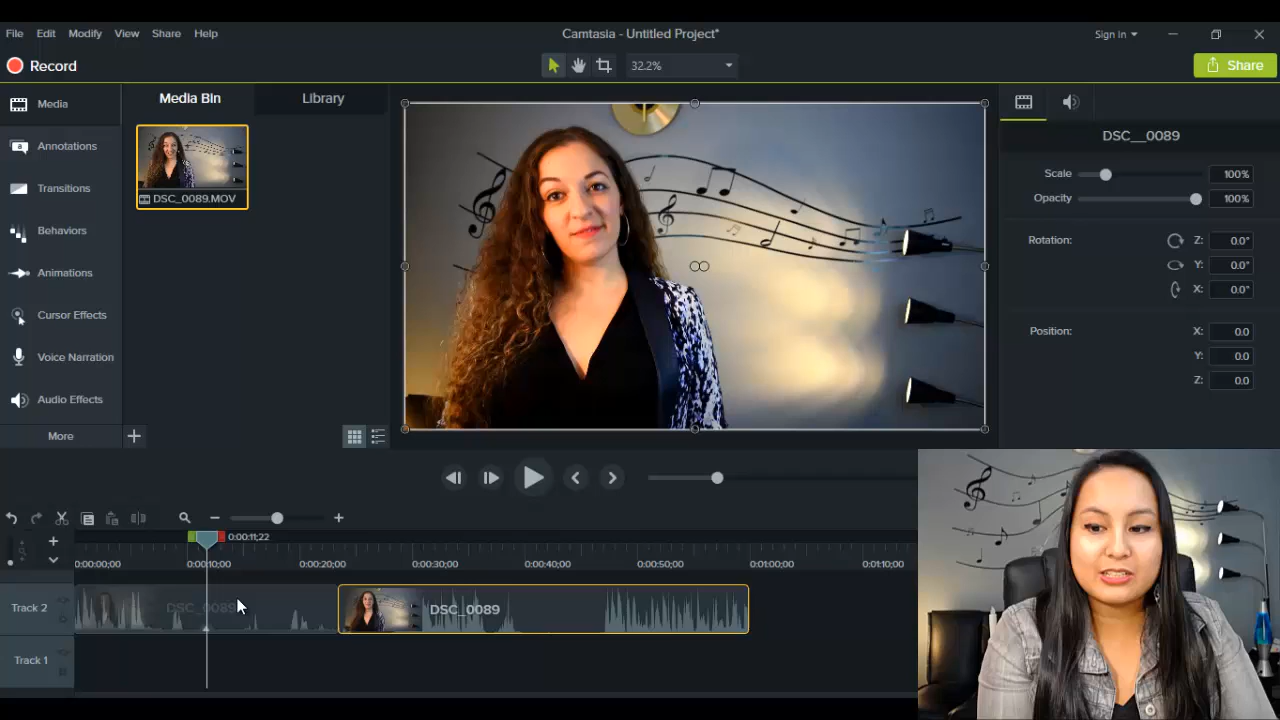 File Edit Modify View Share Help
Camtasia - Untitled Project*
Sign in
Record
32.2%
Share
Media
Media Bin
Library
Annotations
Transitions
Behaviors
Animations
Cursor Effects
Voice Narration
Audio Effects
More
DSC_0089.MOV
DSC__0089
Scale 100%
Opacity 100%
Rotation: Z: 0.0°
Y: 0.0°
X: 0.0°
Position: X: 0.0
Y: 0.0
Z: 0.0
0:00:11;22
0:00:00;00 0:00:10;00 0:00:20;00 0:00:30;00 0:00:40;00 0:00:50;00 0:01:00;00 0:01:10;00
Track 2
DSC_0089
DSC_0089
Track 1